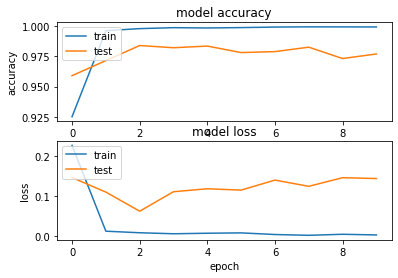 model accuracy
1.000
0.975
0.950
0.925
accuracy
train
test
0 2 4 6 8
model loss
0.2
0.1
0.0
loss
train
test
0 2 4 6 8
epoch